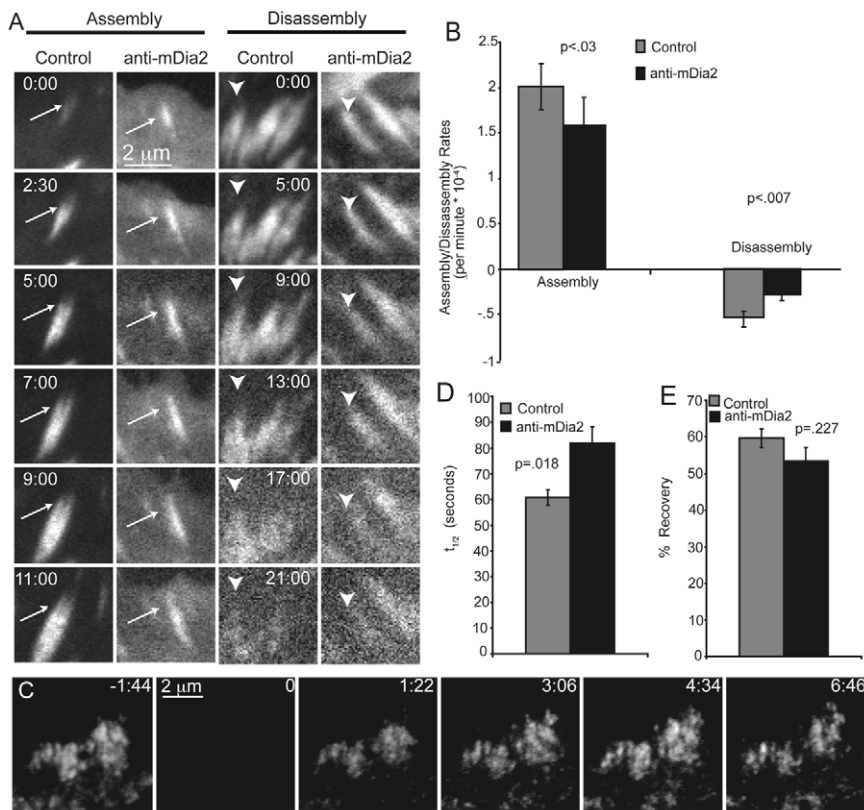 A
Assembly
Disassembly
Control
anti-mDia2
Control
anti-mDia2
0:00
0:00
2 μm
2:30
5:00
5:00
9:00
7:00
13:00
9:00
17:00
11:00
21:00
B
Assembly/Dissassembly Rates
(per minute * 10-4)
2.5
2
1.5
1
0.5
0
-.5
-1
p<.03
Control
anti-mDia2
p<.007
Disassembly
Assembly
D
t1/2 (seconds)
100
90
80
70
60
50
40
30
20
10
0
Control
anti-mDia2
p=.018
E
% Recovery
70
60
50
40
30
20
10
0
Control
anti-mDia2
p=.227
C
-1:44
2 μm
0
1:22
3:06
4:34
6:46